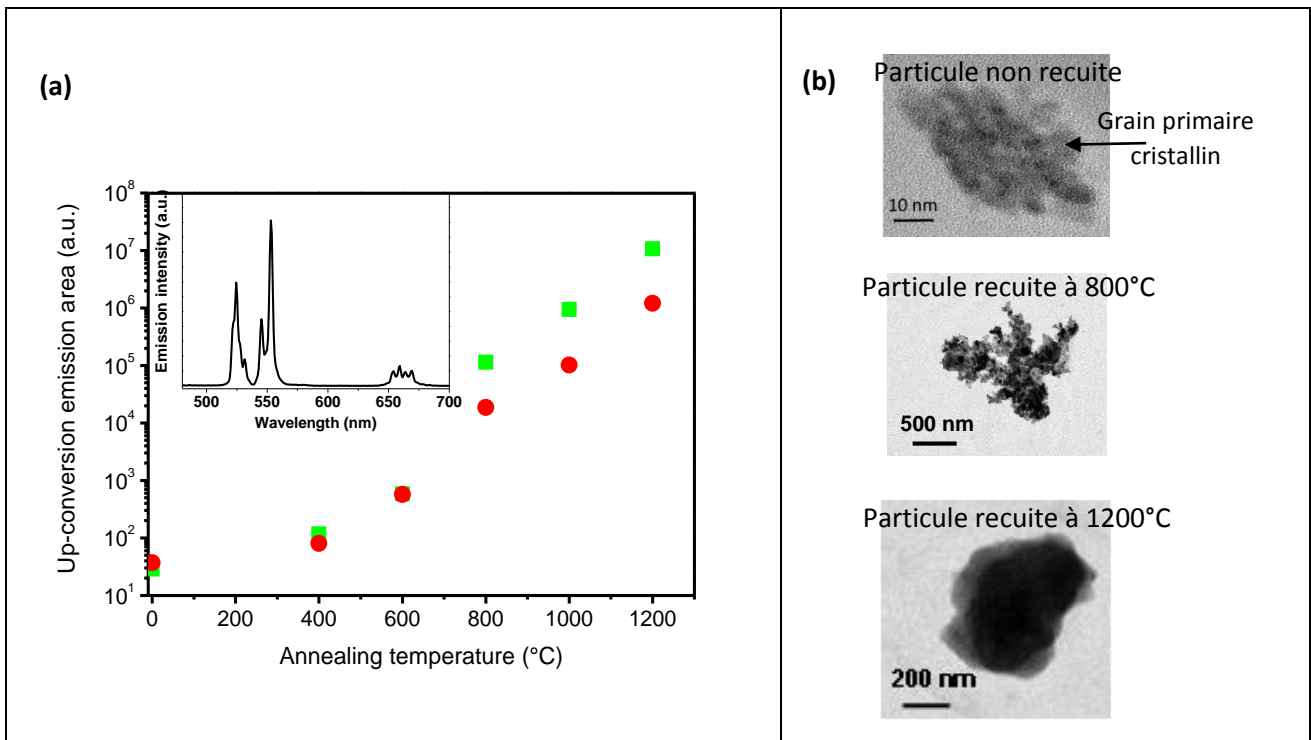 (a)
Up-conversion emission area (a.u.)
10^8
10^7
10^6
10^5
10^4
10^3
10^2
10^1
0 200 400 600 800 1000 1200
Annealing temperature (°C)
Emission intensity (a.u.)
500 550 600 650 700
Wavelength (nm)
(b)
Particule non recuite
Grain primaire
cristallin
10 nm
Particule recuite à 800°C
500 nm
Particule recuite à 1200°C
200 nm